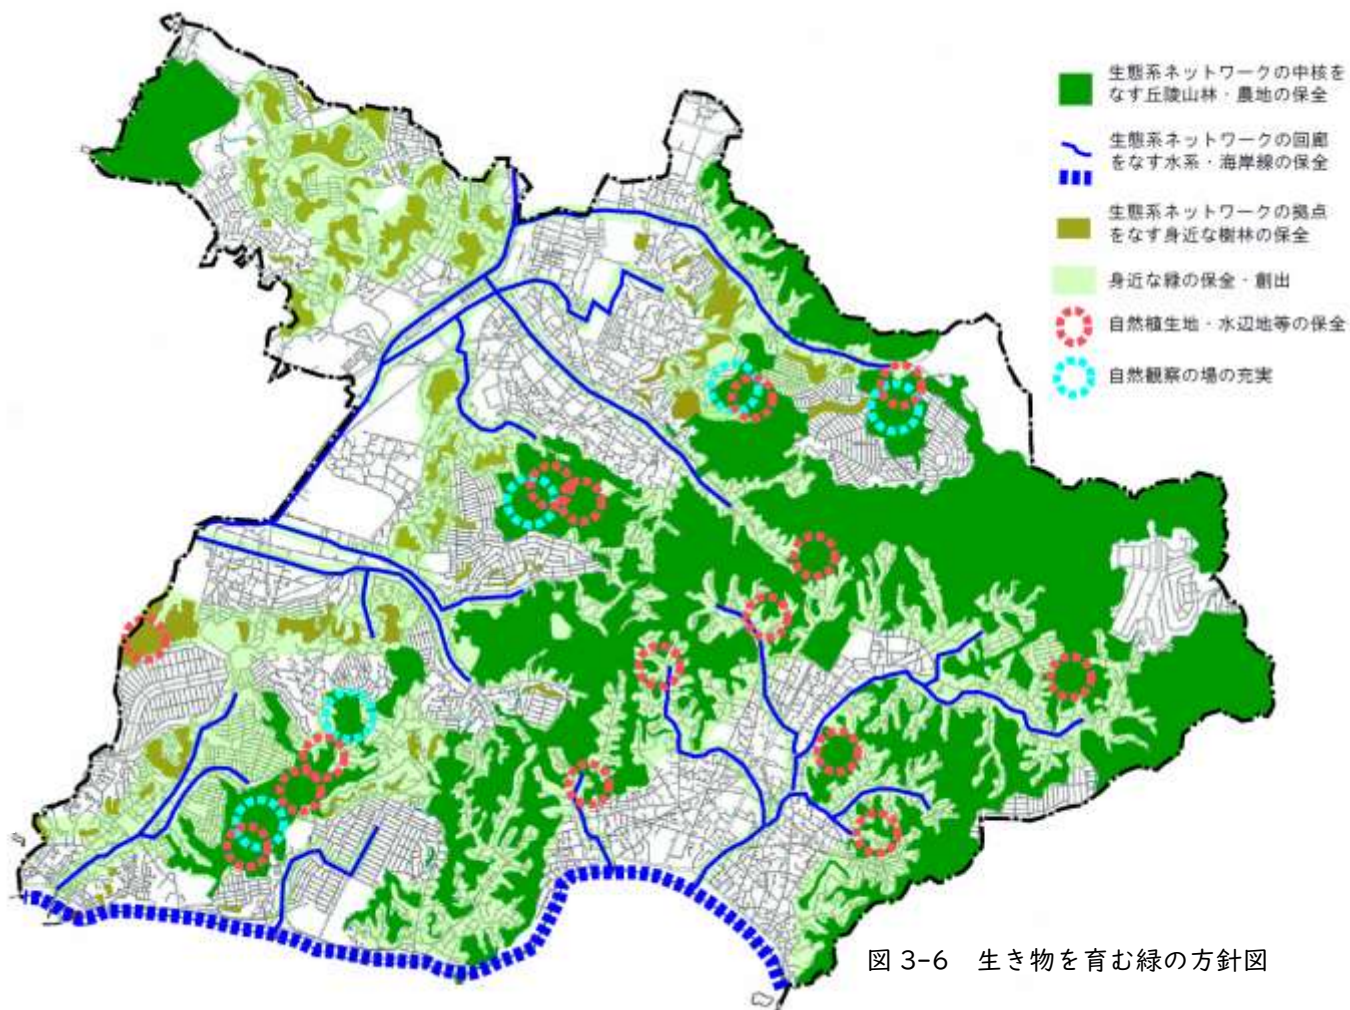 生態系ネットワークの中核を
なす丘陵山林・農地の保全
生態系ネットワークの回廊
をなす水系・海岸線の保全
生態系ネットワークの拠点
をなす身近な樹林の保全
身近な緑の保全・創出
自然植生地・水辺地等の保全
自然観察の場の充実
図 3-6　生き物を育む緑の方針図